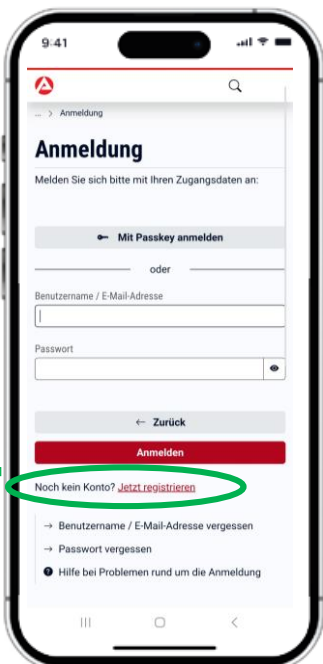 9:41
... > Anmeldung
Anmeldung
Melden Sie sich bitte mit Ihren Zugangsdaten an:
Mit Passkey anmelden
oder
Benutzername / E-Mail-Adresse
Passwort
← Zurück
Anmelden
Noch kein Konto? Jetzt registrieren
→ Benutzername / E-Mail-Adresse vergessen
→ Passwort vergessen
Hilfe bei Problemen rund um die Anmeldung